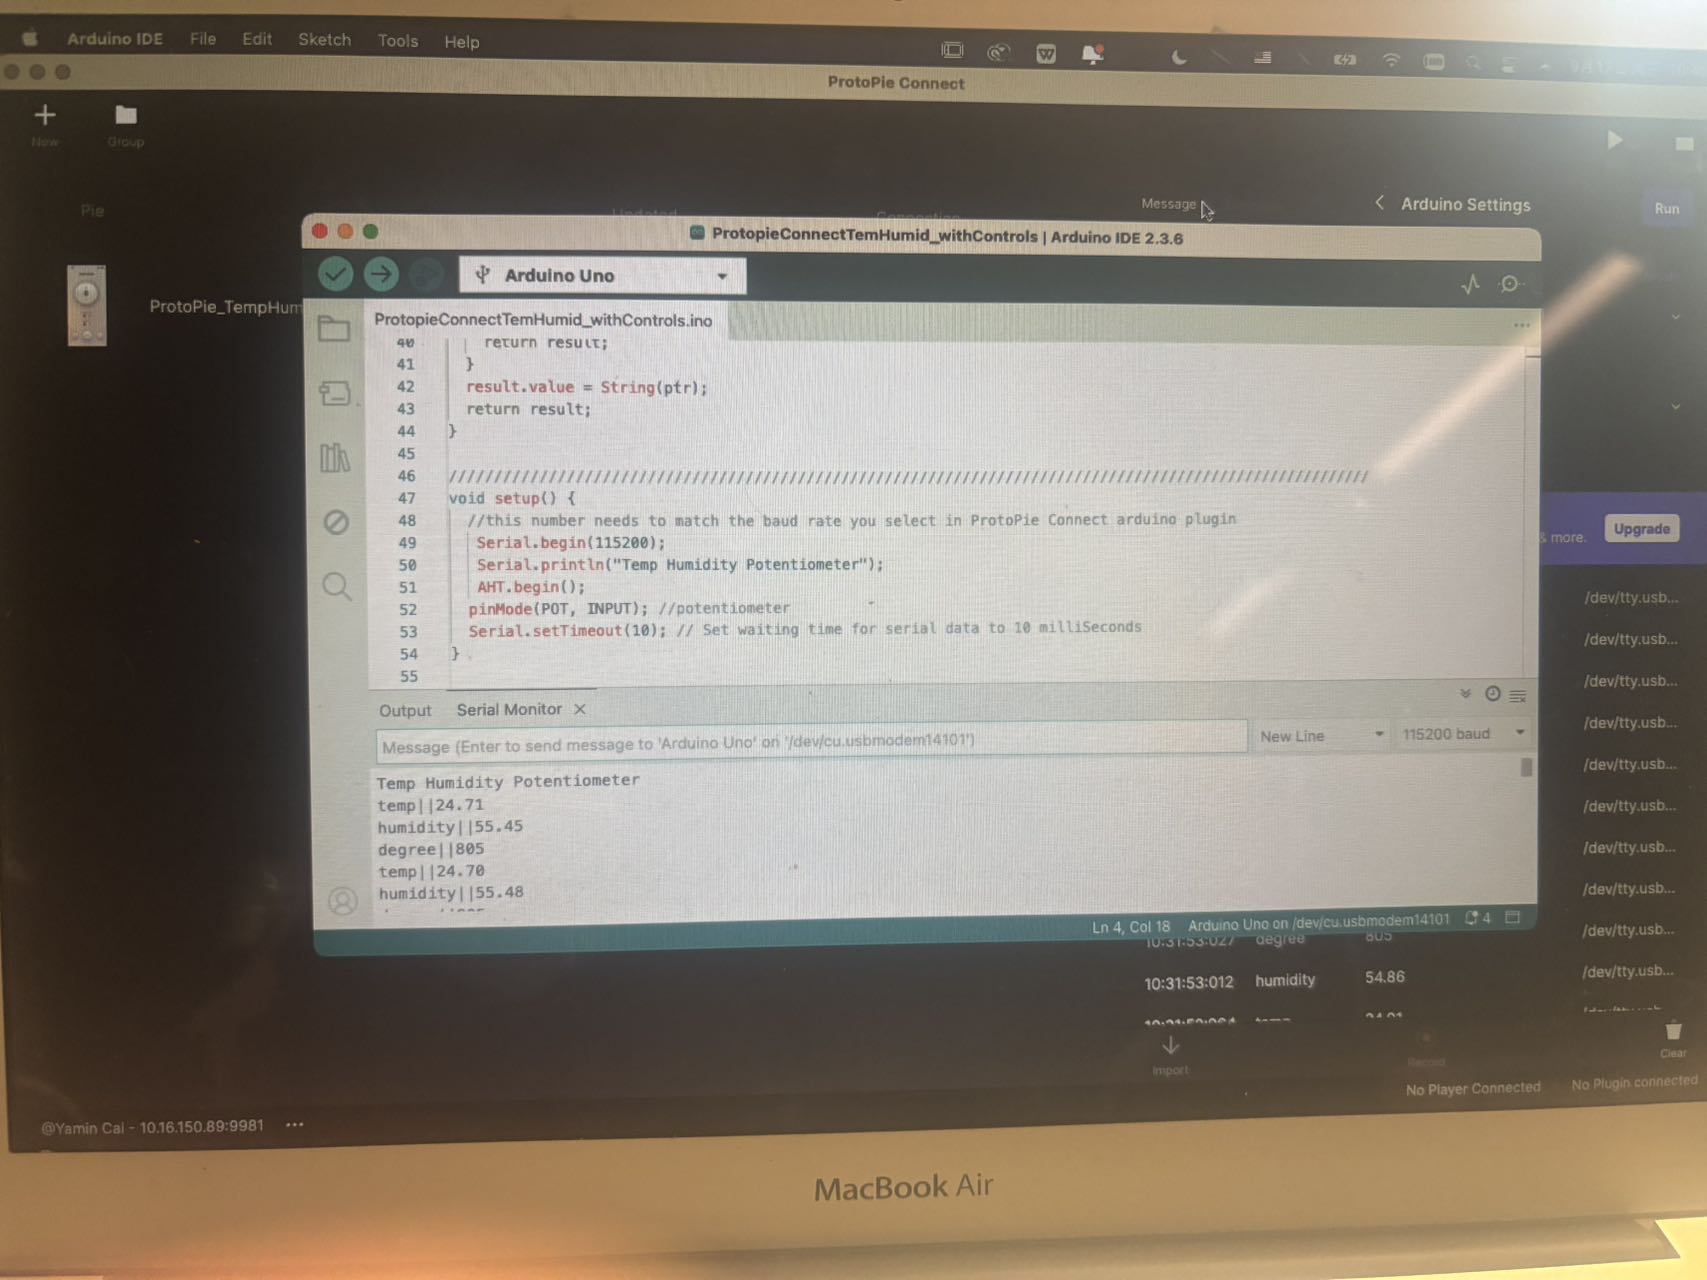 Arduino IDE File Edit Sketch Tools Help
ProtoPie Connect
New Group
Message
Arduino Settings
Run
Pie
ProtopieConnectTemHumid_withControls | Arduino IDE 2.3.6
Arduino Uno
ProtoPie_TempHum
ProtopieConnectTemHumid_withControls.ino
40 return result;
41 }
42 result.value = String(ptr);
43 return result;
44 }
45
46 ////////////////////////////////////////////////////////////////////////////////////////////////////
47 void setup() {
48 //this number needs to match the baud rate you select in ProtoPie Connect arduino plugin
49 Serial.begin(115200);
50 Serial.println("Temp Humidity Potentiometer");
51 AHT.begin();
52 pinMode(POT, INPUT); //potentiometer
53 Serial.setTimeout(10); // Set waiting time for serial data to 10 milliSeconds
54 }
55
& more.
Upgrade
/dev/tty.usb...
/dev/tty.usb...
/dev/tty.usb...
/dev/tty.usb...
/dev/tty.usb...
/dev/tty.usb...
/dev/tty.usb...
/dev/tty.usb...
/dev/tty.usb...
/dev/tty.usb...
Output Serial Monitor
Message (Enter to send message to 'Arduino Uno' on '/dev/cu.usbmodem14101')
New Line
115200 baud
Temp Humidity Potentiometer
temp||24.71
humidity||55.45
degree||805
temp||24.70
humidity||55.48
Ln 4, Col 18 Arduino Uno on /dev/cu.usbmodem14101 4
10:31:53:027 degree 805
10:31:53:012 humidity 54.86
Import
Record
Clear
No Player Connected
No Plugin connected
@Yamin Cai - 10.16.150.89:9981
MacBook Air